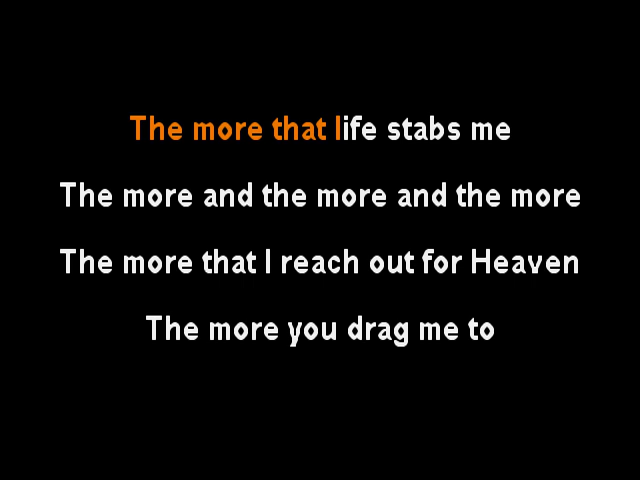 The more that life stabs me
The more and the more and the more
The more that I reach out for Heaven
The more you drag me to